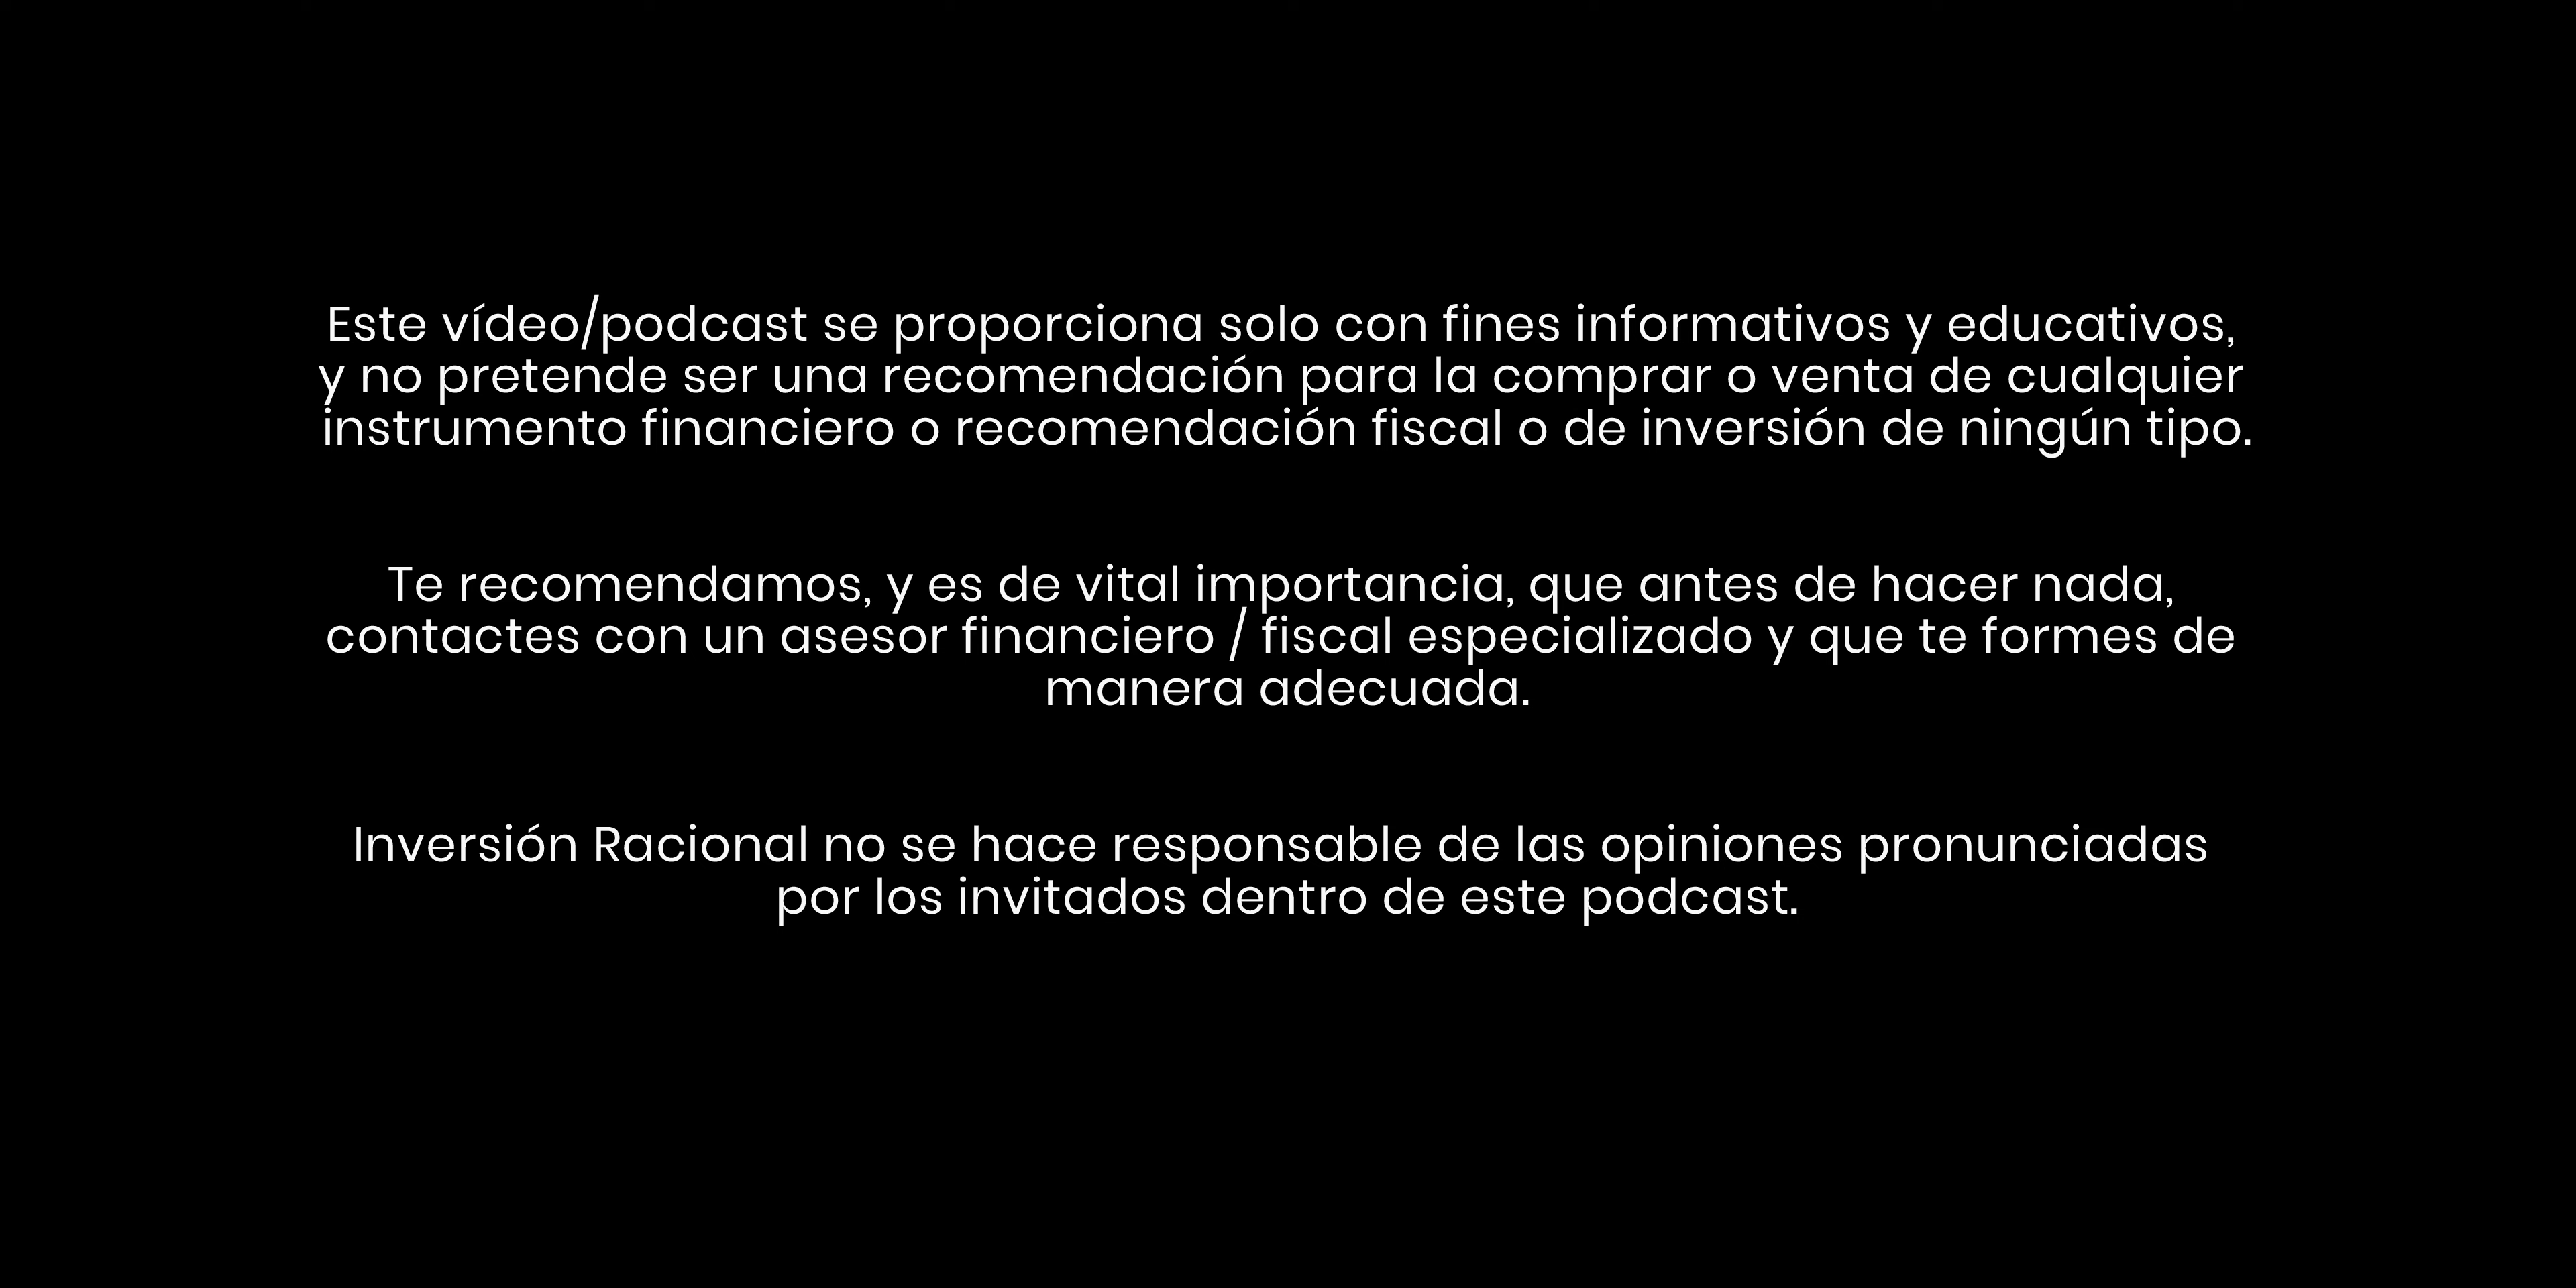 Este vídeo/podcast se proporciona solo con fines informativos y educativos,
y no pretende ser una recomendación para la comprar o venta de cualquier
instrumento financiero o recomendación fiscal o de inversión de ningún tipo.
Te recomendamos, y es de vital importancia, que antes de hacer nada,
contactes con un asesor financiero / fiscal especializado y que te formes de
manera adecuada.
Inversión Racional no se hace responsable de las opiniones pronunciadas
por los invitados dentro de este podcast.